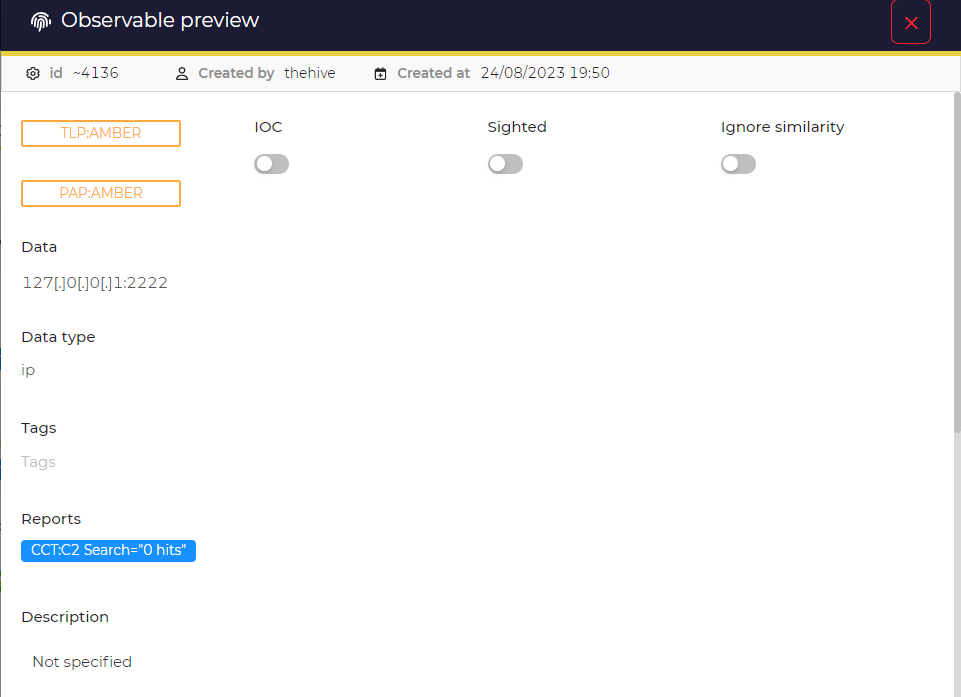 Observable preview
id ~4136 Created by thehive Created at 24/08/2023 19:50
TLP:AMBER IOC Sighted Ignore similarity
PAP:AMBER
Data
127[.]0[.]0[.]1:2222
Data type
ip
Tags
Tags
Reports
CCT:C2 Search="0 hits"
Description
Not specified